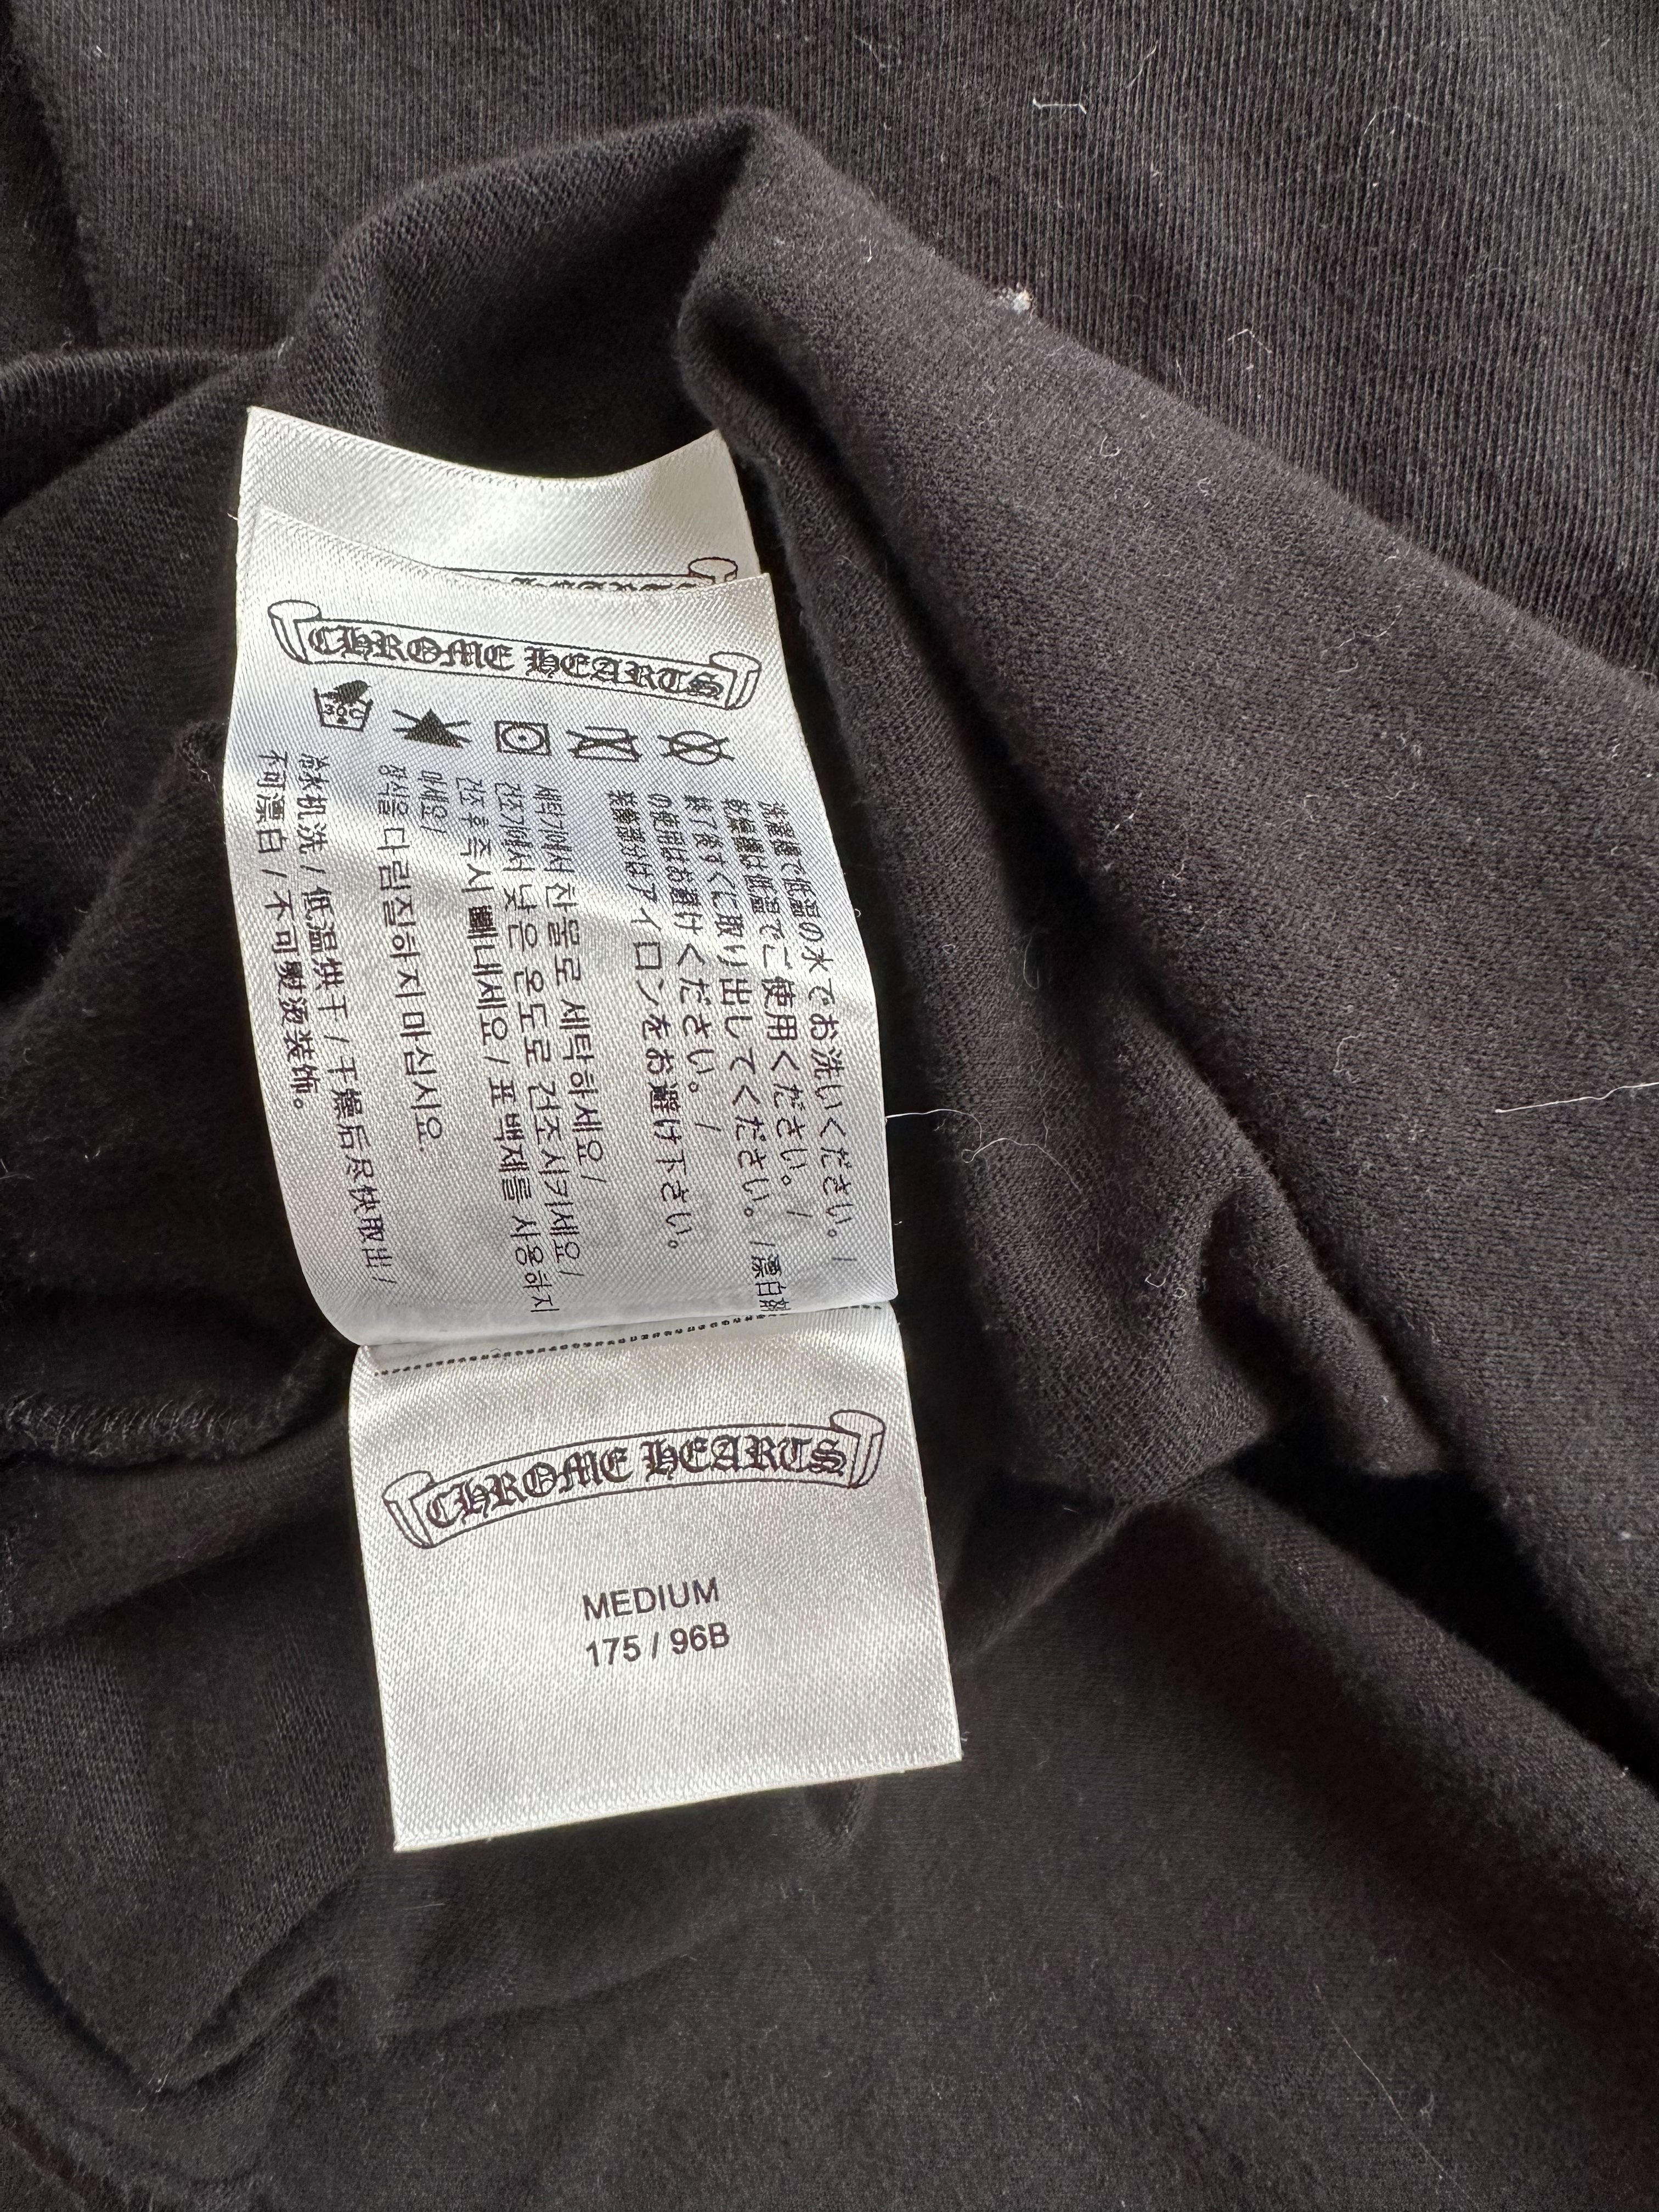 CHROME HEARTS
30C
洗濯機で低温の水でお洗いください。/
乾燥機は低温でご使用ください。/
終了後すぐに取り出してください。/漂白剤
の使用はお避けください。/
装飾部分はアイロンをお避け下さい。
세탁기에서 찬물로 세탁하세요/
건조기에서 낮은 온도로 건조시키세요/
건조 후 즉시 빼내세요/표백제를 사용하지
마세요/
장식을 다림질하지 마십시오
冷水机洗/低温烘干/干燥后尽快取出/
不可漂白/不可熨烫装饰。
CHROME HEARTS
MEDIUM
175 / 96B